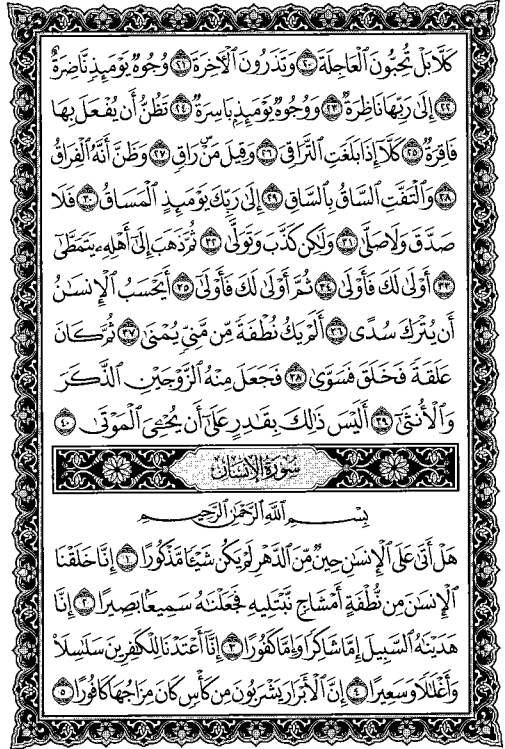 كَلَّا بَلْ تُحِبُّونَ ٱلْعَاجِلَةَ ٢٠ وَتَذَرُونَ ٱلْـَٔاخِرَةَ ٢١ وُجُوهٌ يَوْمَئِذٍ نَّاضِرَةٌ
٢٢ إِلَىٰ رَبِّهَا نَاظِرَةٌ ٢٣ وَوُجُوهٌ يَوْمَئِذٍۭ بَاسِرَةٌ ٢٤ تَظُنُّ أَن يُفْعَلَ بِهَا
فَاقِرَةٌ ٢٥ كَلَّآ إِذَا بَلَغَتِ ٱلتَّرَاقِىَ ٢٦ وَقِيلَ مَنْ رَاقٍ ٢٧ وَظَنَّ أَنَّهُ ٱلْفِرَاقُ
٢٨ وَٱلْتَفَّتِ ٱلسَّاقُ بِٱلسَّاقِ ٢٩ إِلَىٰ رَبِّكَ يَوْمَئِذٍ ٱلْمَسَاقُ ٣٠ فَلَا
صَدَّقَ وَلَا صَلَّىٰ ٣١ وَلَٰكِن كَذَّبَ وَتَوَلَّىٰ ٣٢ ثُمَّ ذَهَبَ إِلَىٰٓ أَهْلِهِۦ يَتَمَطَّىٰٓ
٣٣ أَوْلَىٰ لَكَ فَأَوْلَىٰ ٣٤ ثُمَّ أَوْلَىٰ لَكَ فَأَوْلَىٰٓ ٣٥ أَيَحْسَبُ ٱلْإِنسَٰنُ
أَن يُتْرَكَ سُدًى ٣٦ أَلَمْ يَكُ نُطْفَةً مِّن مَّنِىٍّ يُمْنَىٰ ٣٧ ثُمَّ كَانَ
عَلَقَةً فَخَلَقَ فَسَوَّىٰ ٣٨ فَجَعَلَ مِنْهُ ٱلزَّوْجَيْنِ ٱلذَّكَرَ
وَٱلْأُنثَىٰٓ ٣٩ أَلَيْسَ ذَٰلِكَ بِقَٰدِرٍ عَلَىٰٓ أَن يُحْـِۧىَ ٱلْمَوْتَىٰ ٤٠
سُورَةُ الإِنسَانِ
بِسْمِ ٱللَّهِ ٱلرَّحْمَٰنِ ٱلرَّحِيمِ
هَلْ أَتَىٰ عَلَى ٱلْإِنسَٰنِ حِينٌ مِّنَ ٱلدَّهْرِ لَمْ يَكُن شَيْـًٔا مَّذْكُورًا ١ إِنَّا خَلَقْنَا
ٱلْإِنسَٰنَ مِن نُّطْفَةٍ أَمْشَاجٍ نَّبْتَلِيهِ فَجَعَلْنَٰهُ سَمِيعًۢا بَصِيرًا ٢ إِنَّا
هَدَيْنَٰهُ ٱلسَّبِيلَ إِمَّا شَاكِرًا وَإِمَّا كَفُورًا ٣ إِنَّآ أَعْتَدْنَا لِلْكَٰفِرِينَ سَلَٰسِلَا۟
وَأَغْلَٰلًا وَسَعِيرًا ٤ إِنَّ ٱلْأَبْرَارَ يَشْرَبُونَ مِن كَأْسٍ كَانَ مِزَاجُهَا كَافُورًا ٥